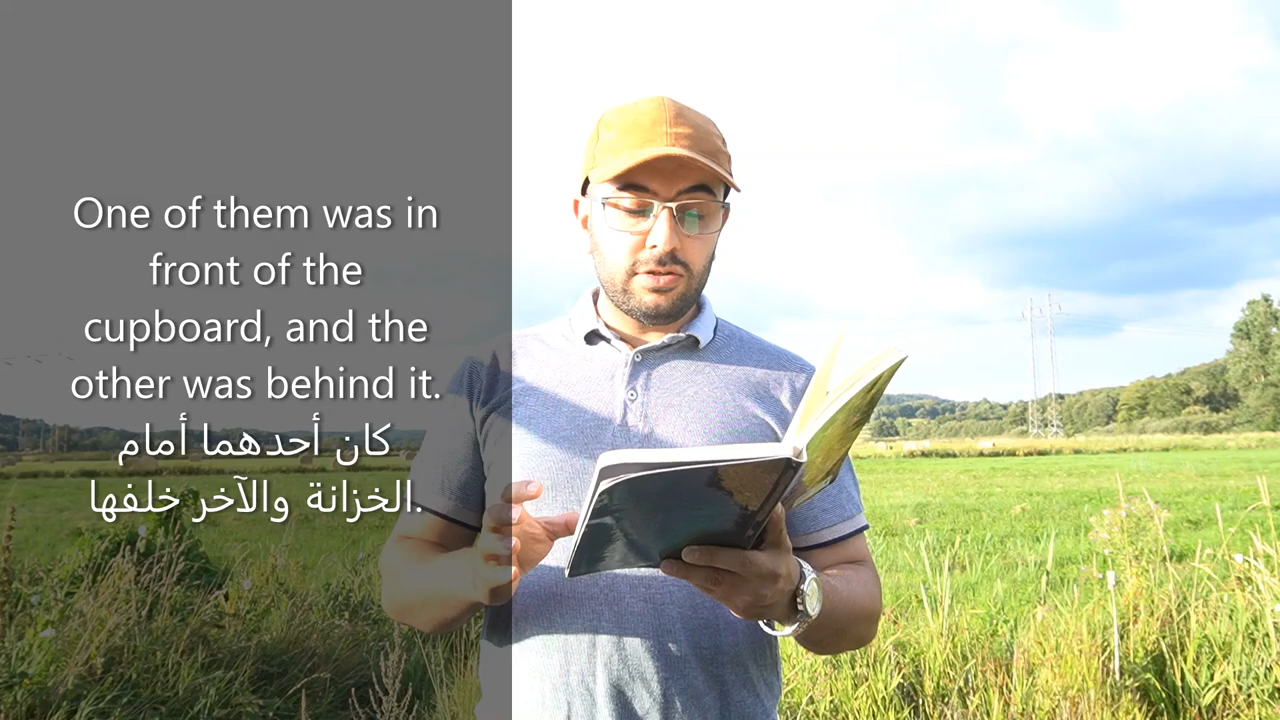 One of them was in
front of the
cupboard, and the
other was behind it.
كان أحدهما أمام
الخزانة والآخر خلفها.